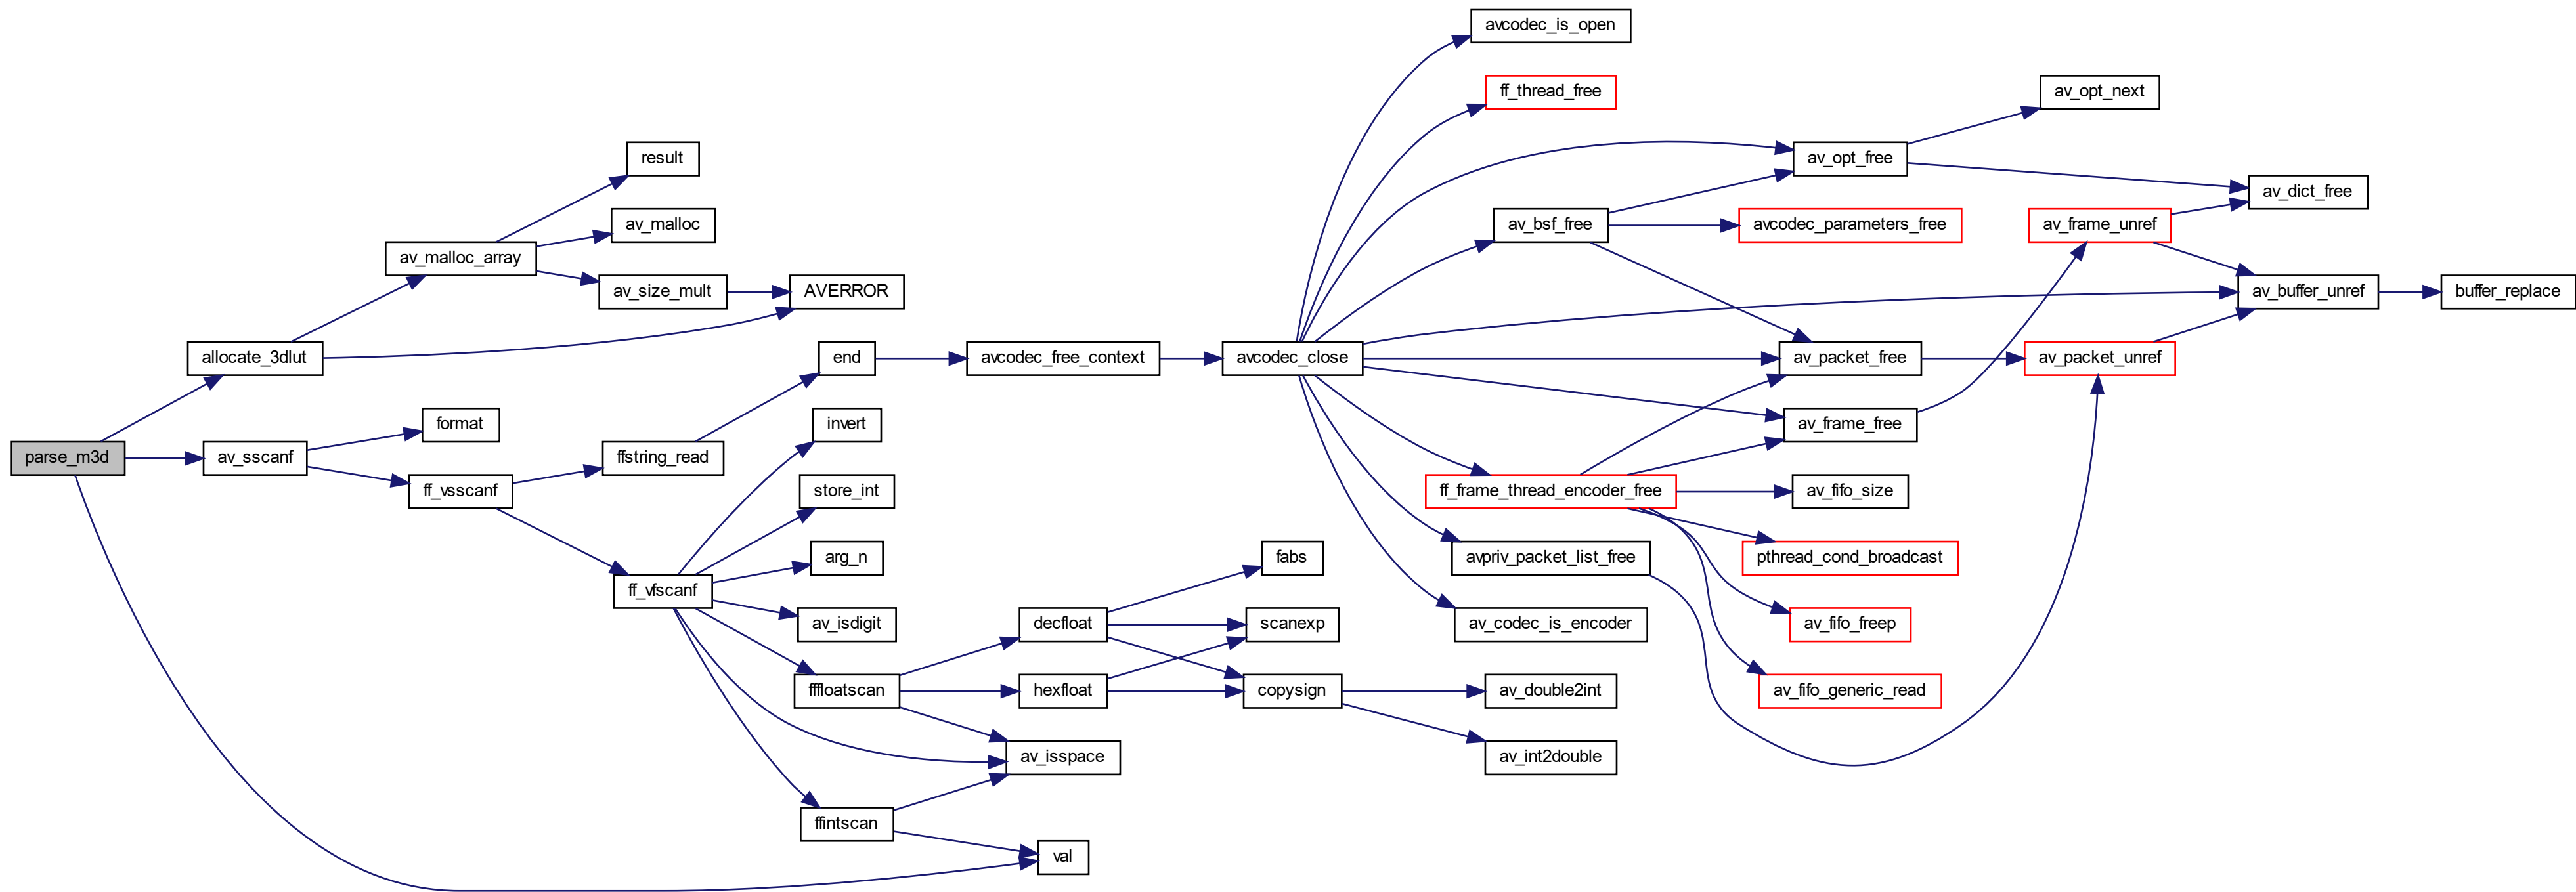 avcodec_is_open
ff_thread_free
av_opt_next
result
av_opt_free
av_dict_free
av_malloc
av_bsf_free
avcodec_parameters_free
av_frame_unref
av_malloc_array
av_size_mult
AVERROR
av_buffer_unref
buffer_replace
allocate_3dlut
end
avcodec_free_context
avcodec_close
av_packet_free
av_packet_unref
format
invert
av_frame_free
parse_m3d
av_sscanf
ffstring_read
ff_vsscanf
store_int
ff_frame_thread_encoder_free
av_fifo_size
arg_n
fabs
avpriv_packet_list_free
pthread_cond_broadcast
ff_vfscanf
av_isdigit
decfloat
scanexp
av_codec_is_encoder
av_fifo_freep
fffloatscan
hexfloat
copysign
av_double2int
av_fifo_generic_read
av_isspace
av_int2double
ffintscan
val